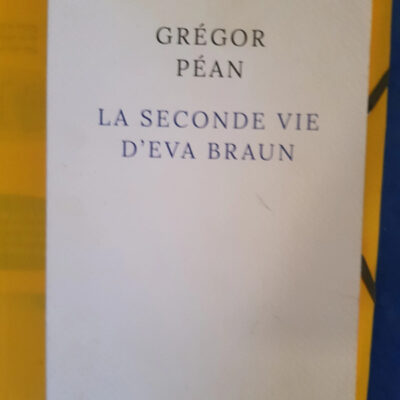 GRÉGOR
PÉAN
LA SECONDE VIE
D'EVA BRAUN